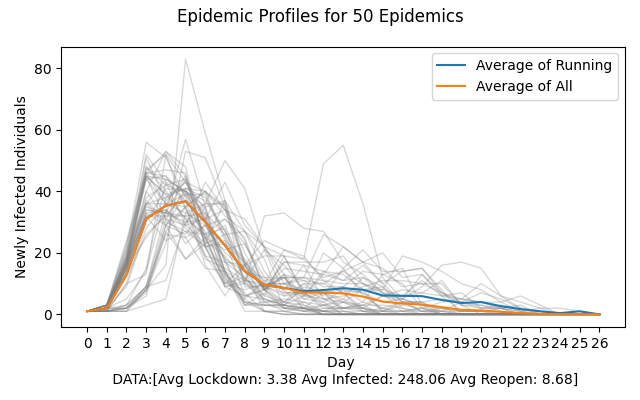 Epidemic Profiles for 50 Epidemics
Average of Running
Average of All
Newly Infected Individuals
80
60
40
20
0
0 1 2 3 4 5 6 7 8 9 10 11 12 13 14 15 16 17 18 19 20 21 22 23 24 25 26
Day
DATA:[Avg Lockdown: 3.38 Avg Infected: 248.06 Avg Reopen: 8.68]